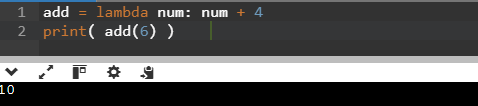 1 add = lambda num: num + 4
2 print( add(6) )
10